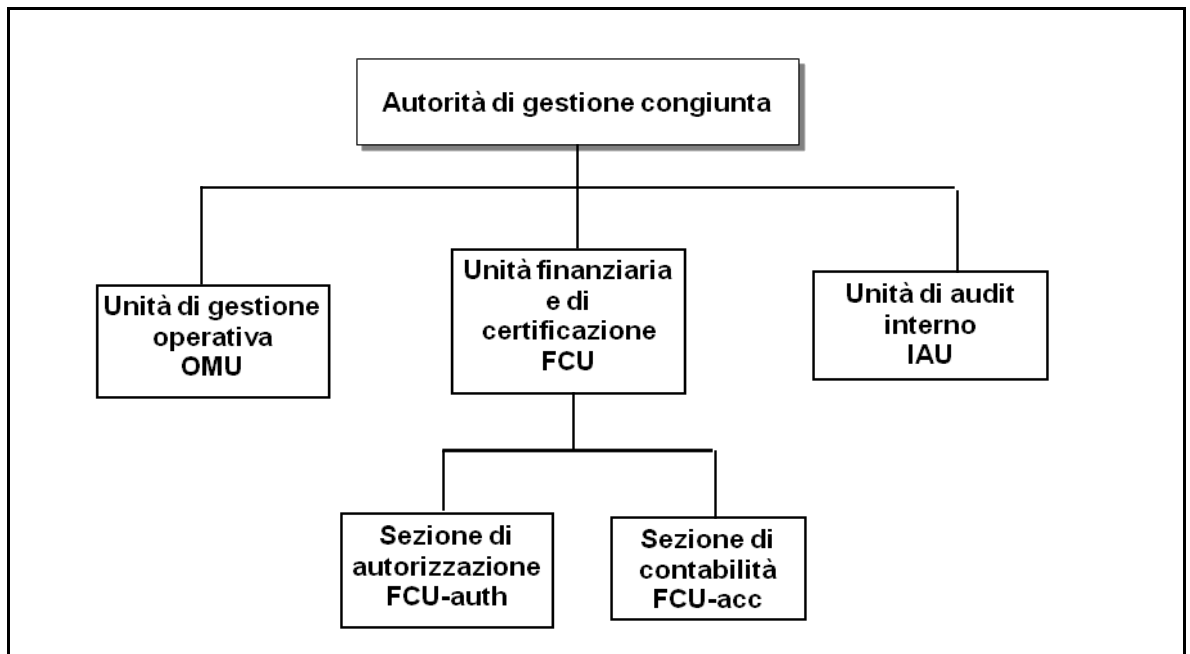 Autorità di gestione congiunta
Unità di gestione
operativa
OMU
Unità finanziaria
e di
certificazione
FCU
Unità di audit
interno
IAU
Sezione di
autorizzazione
FCU-auth
Sezione di
contabilità
FCU-acc